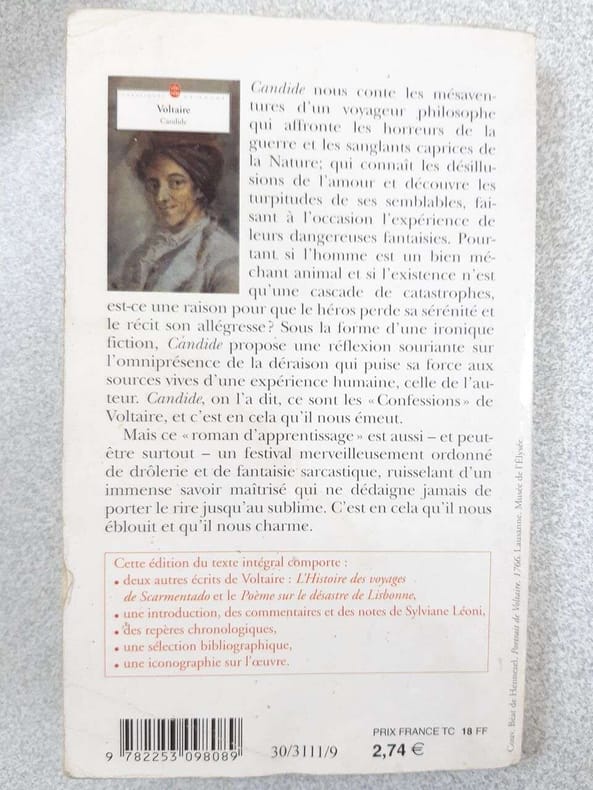 Voltaire
Candide
Candide nous conte les mésaven-
tures d'un voyageur philosophe
qui affronte les horreurs de la
guerre et les sanglants caprices de
la Nature; qui connaît les désillu-
sions de l'amour et découvre les
turpitudes de ses semblables, fai-
sant à l'occasion l'expérience de
leurs dangereuses fantaisies. Pour-
tant si l'homme est un bien mé-
chant animal et si l'existence n'est
qu'une cascade de catastrophes,
est-ce une raison pour que le héros perde sa sérénité et
le récit son allégresse? Sous la forme d'une ironique
fiction, Candide propose une réflexion souriante sur
l'omniprésence de la déraison qui puise sa force aux
sources vives d'une expérience humaine, celle de l'au-
teur. Candide, on l'a dit, ce sont les «Confessions» de
Voltaire, et c'est en cela qu'il nous émeut.
Mais ce «roman d'apprentissage» est aussi – et peut-
être surtout – un festival merveilleusement ordonné
de drôlerie et de fantaisie sarcastique, ruisselant d'un
immense savoir maîtrisé qui ne dédaigne jamais de
porter le rire jusqu'au sublime. C'est en cela qu'il nous
éblouit et qu'il nous charme.
Cette édition du texte intégral comporte :
• deux autres écrits de Voltaire : L'Histoire des voyages
de Scarmentado et le Poème sur le désastre de Lisbonne,
• une introduction, des commentaires et des notes de Sylviane Léoni,
• des repères chronologiques,
• une sélection bibliographique,
• une iconographie sur l'œuvre.
Couv. Béat de Hennezel, Portrait de Voltaire, 1766. Lausanne, Musée de l'Élysée.
9 782253 098089
30/3111/9
PRIX FRANCE TC 18 FF
2,74 €